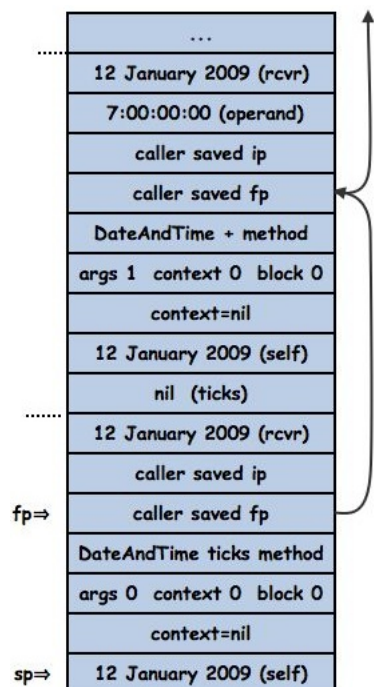 ...
12 January 2009 (rcvr)
7:00:00:00 (operand)
caller saved ip
caller saved fp
DateAndTime + method
args 1 context 0 block 0
context=nil
12 January 2009 (self)
nil (ticks)
12 January 2009 (rcvr)
caller saved ip
fp⇒ caller saved fp
DateAndTime ticks method
args 0 context 0 block 0
context=nil
sp⇒ 12 January 2009 (self)